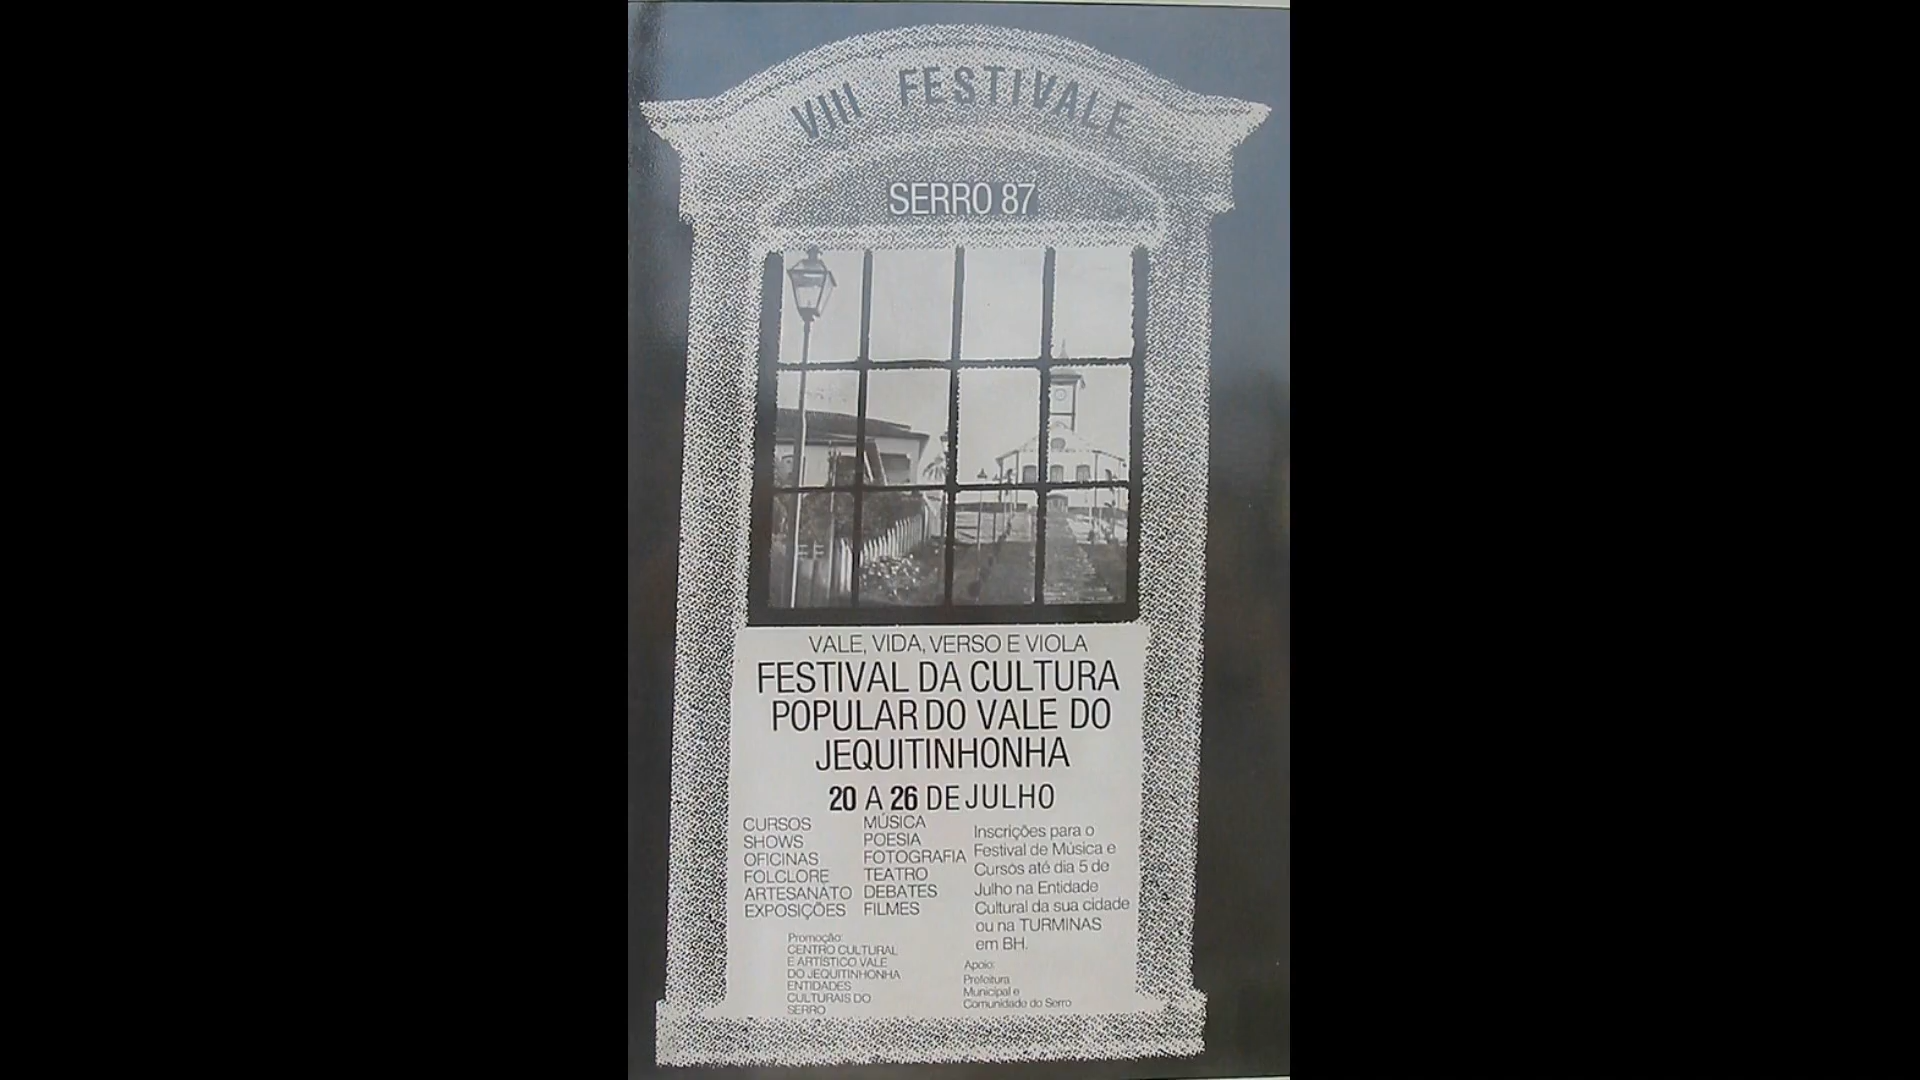 VIII FESTIVALE
SERRO 87
VALE, VIDA, VERSO E VIOLA
FESTIVAL DA CULTURA
POPULAR DO VALE DO
JEQUITINHONHA
20 A 26 DE JULHO
CURSOS
SHOWS
OFICINAS
FOLCLORE
ARTESANATO
EXPOSIÇÕES
MÚSICA
POESIA
FOTOGRAFIA
TEATRO
DEBATES
FILMES
Inscrições para o
Festival de Música e
Cursos até dia 5 de
Julho na Entidade
Cultural da sua cidade
ou na TURMINAS
em BH.
Promoção:
CENTRO CULTURAL
E ARTÍSTICO VALE
DO JEQUITINHONHA
ENTIDADES
CULTURAIS DO
SERRO
Apoio:
Prefeitura
Municipal e
Comunidade do Serro